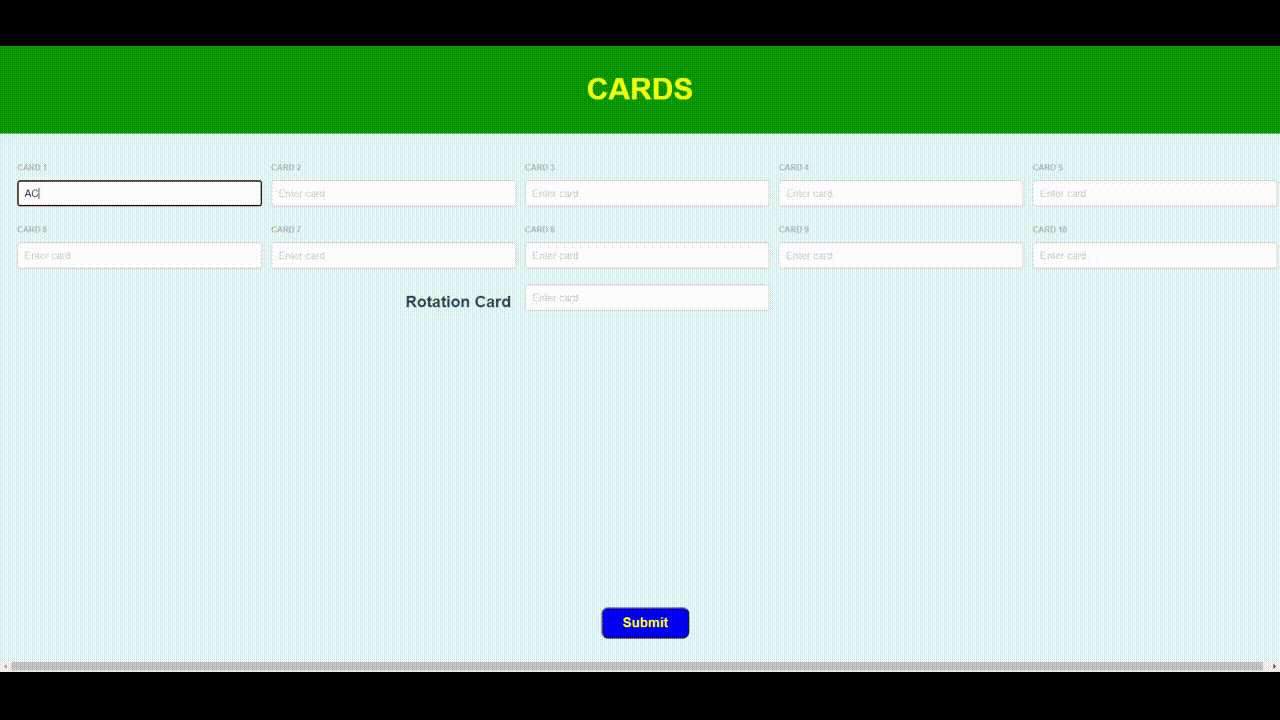 CARDS
CARD 1 CARD 2 CARD 3 CARD 4 CARD 5
AC Enter card Enter card Enter card Enter card
CARD 6 CARD 7 CARD 8 CARD 9 CARD 10
Enter card Enter card Enter card Enter card Enter card
Rotation Card Enter card
Submit